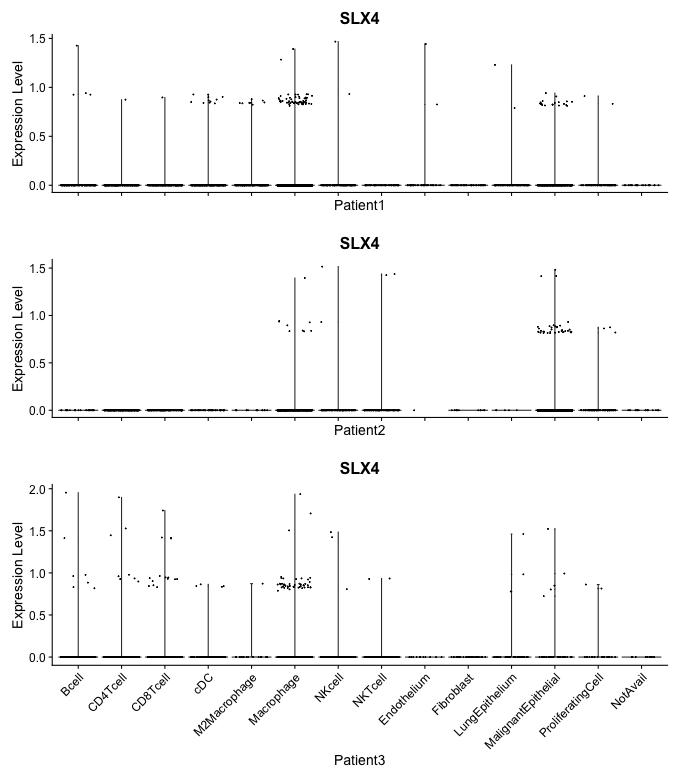 SLX4
Expression Level
1.5
1.0
0.5
0.0
Patient1
SLX4
Expression Level
1.5
1.0
0.5
0.0
Patient2
SLX4
Expression Level
2.0
1.5
1.0
0.5
0.0
Bcell
CD4Tcell
CD8Tcell
cDC
M2Macrophage
Macrophage
NKcell
NKTcell
Endothelium
Fibroblast
LungEpithelium
MalignantEpithelial
ProliferatingCell
NotAvail
Patient3